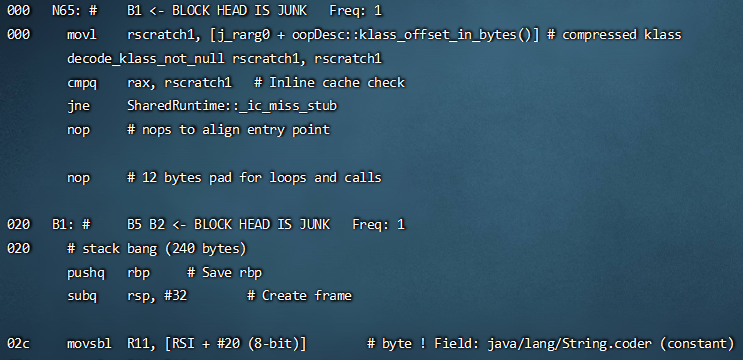 000 N65: # B1 <- BLOCK HEAD IS JUNK Freq: 1
000 movl rscratch1, [j_rarg0 + oopDesc::klass_offset_in_bytes()] # compressed klass
decode_klass_not_null rscratch1, rscratch1
cmpq rax, rscratch1 # Inline cache check
jne SharedRuntime::_ic_miss_stub
nop # nops to align entry point
nop # 12 bytes pad for loops and calls
020 B1: # B5 B2 <- BLOCK HEAD IS JUNK Freq: 1
020 # stack bang (240 bytes)
pushq rbp # Save rbp
subq rsp, #32 # Create frame
02c movsbl R11, [RSI + #20 (8-bit)] # byte ! Field: java/lang/String.coder (constant)